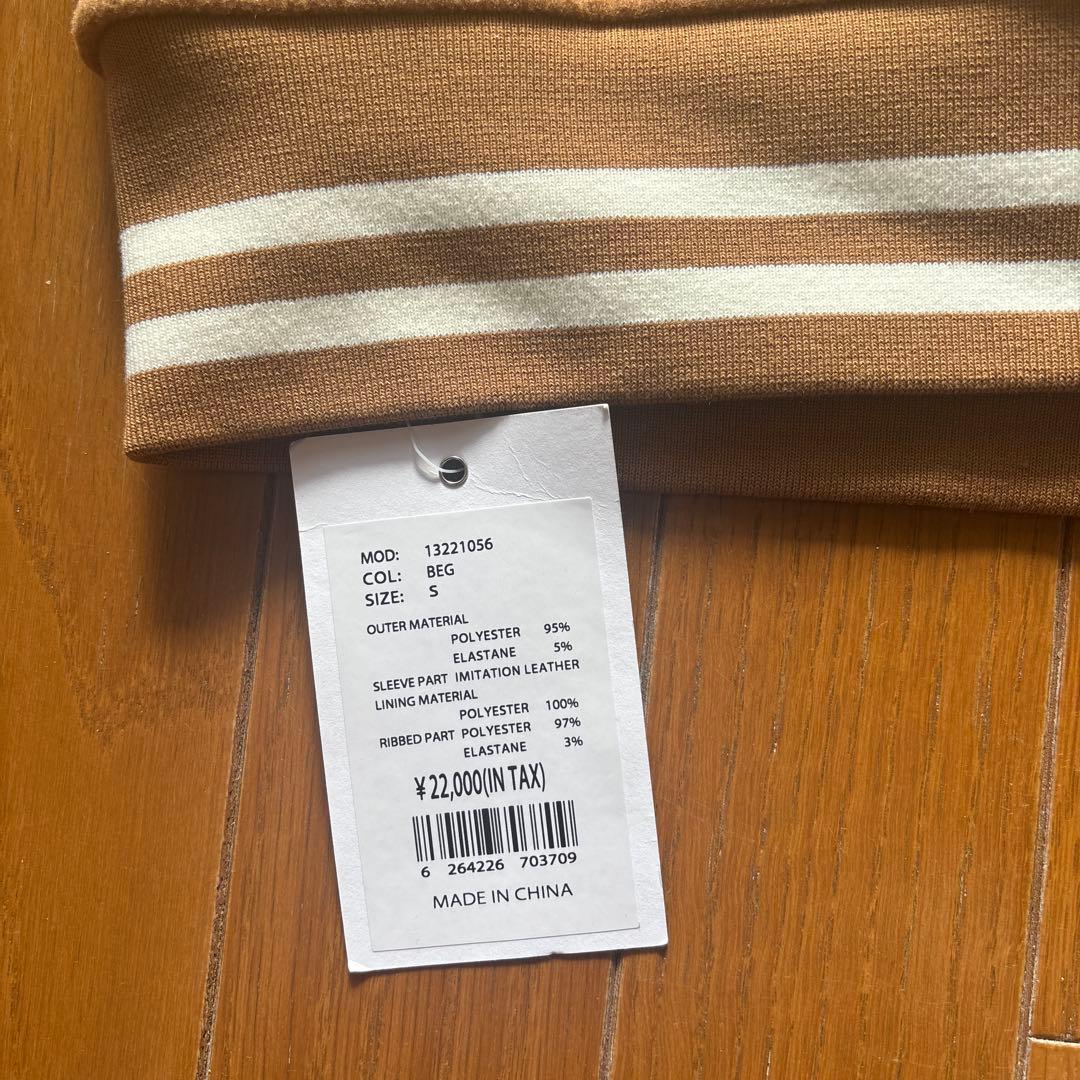 MOD: 13221056
COL: BEG
SIZE: S
OUTER MATERIAL
POLYESTER 95%
ELASTANE 5%
SLEEVE PART IMITATION LEATHER
LINING MATERIAL
POLYESTER 100%
RIBBED PART POLYESTER 97%
ELASTANE 3%
¥22,000(IN TAX)
6 264226 703709
MADE IN CHINA